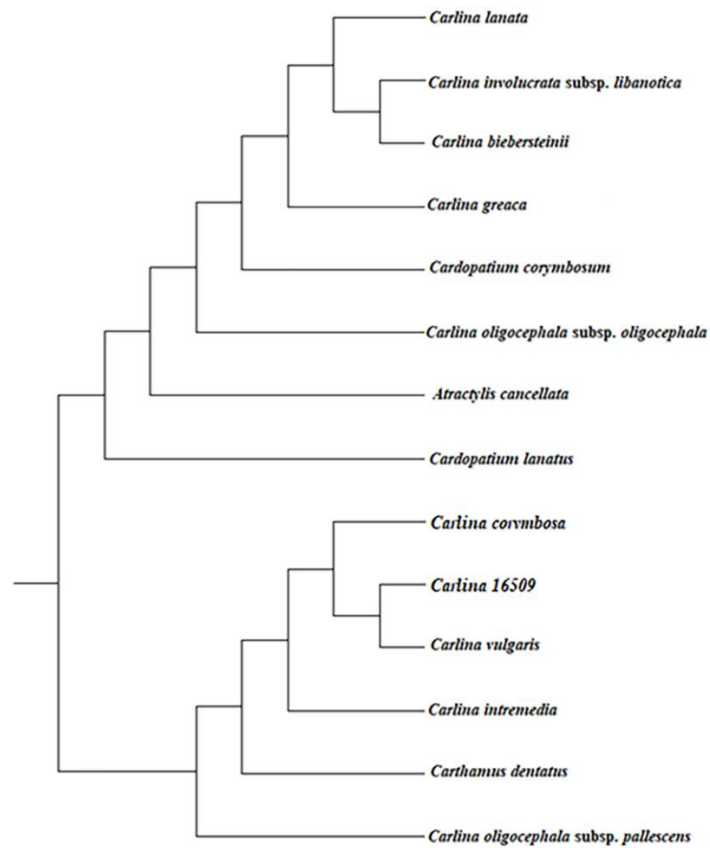 Carlina lanata
Carlina involucrata subsp. libanotica
Carlina biebersteinii
Carlina greaca
Cardopatium corymbosum
Carlina oligocephala subsp. oligocephala
Atractylis cancellata
Cardopatium lanatus
Carlina corymbosa
Carlina 16509
Carlina vulgaris
Carlina intremedia
Carthamus dentatus
Carlina oligocephala subsp. pallescens